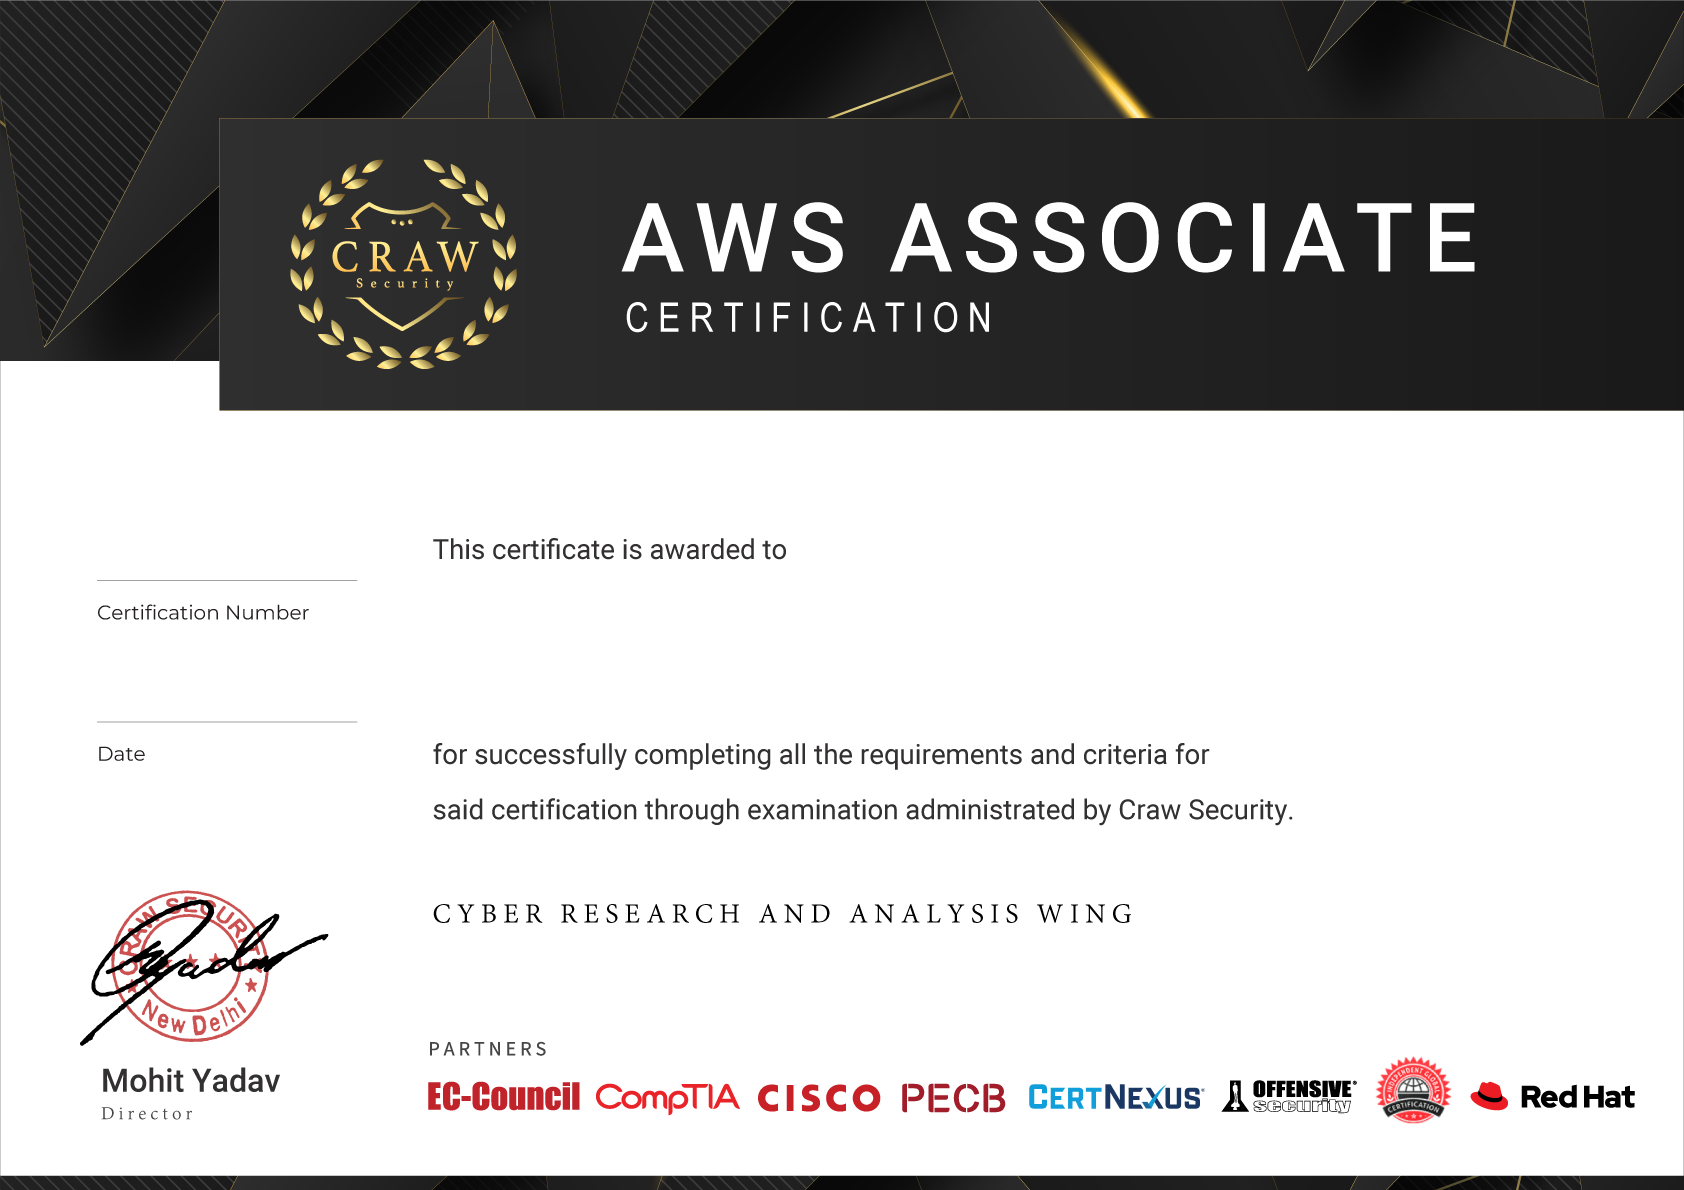 CRAW
Security
AWS ASSOCIATE
CERTIFICATION
This certificate is awarded to
Certification Number
Date
for successfully completing all the requirements and criteria for
said certification through examination administrated by Craw Security.
CYBER RESEARCH AND ANALYSIS WING
CRAW SECURITY
New Delhi
Mohit Yadav
Director
PARTNERS
EC-Council CompTIA CISCO PECB CERTNEXUS OFFENSIVE security INDEPENDENT GLOBAL CERTIFICATION Red Hat